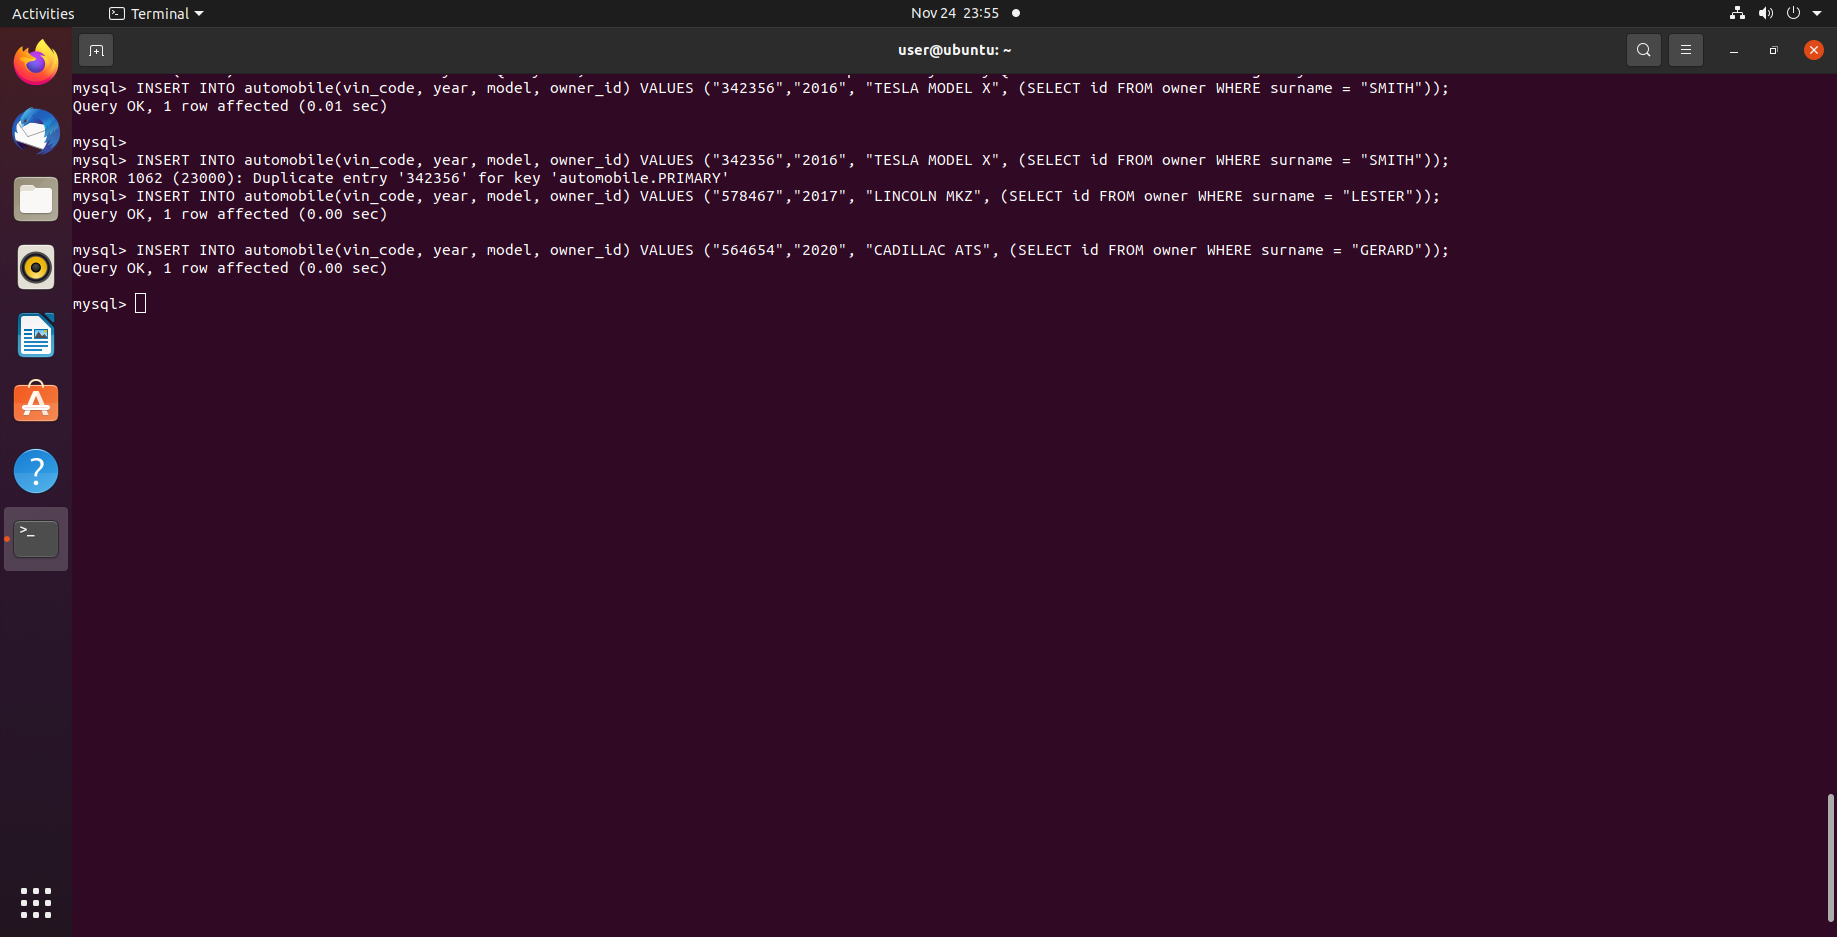 Activities Terminal Nov 24 23:55
user@ubuntu: ~
mysql> INSERT INTO automobile(vin_code, year, model, owner_id) VALUES ("342356","2016", "TESLA MODEL X", (SELECT id FROM owner WHERE surname = "SMITH"));
Query OK, 1 row affected (0.01 sec)
mysql>
mysql> INSERT INTO automobile(vin_code, year, model, owner_id) VALUES ("342356","2016", "TESLA MODEL X", (SELECT id FROM owner WHERE surname = "SMITH"));
ERROR 1062 (23000): Duplicate entry '342356' for key 'automobile.PRIMARY'
mysql> INSERT INTO automobile(vin_code, year, model, owner_id) VALUES ("578467","2017", "LINCOLN MKZ", (SELECT id FROM owner WHERE surname = "LESTER"));
Query OK, 1 row affected (0.00 sec)
mysql> INSERT INTO automobile(vin_code, year, model, owner_id) VALUES ("564654","2020", "CADILLAC ATS", (SELECT id FROM owner WHERE surname = "GERARD"));
Query OK, 1 row affected (0.00 sec)
mysql>